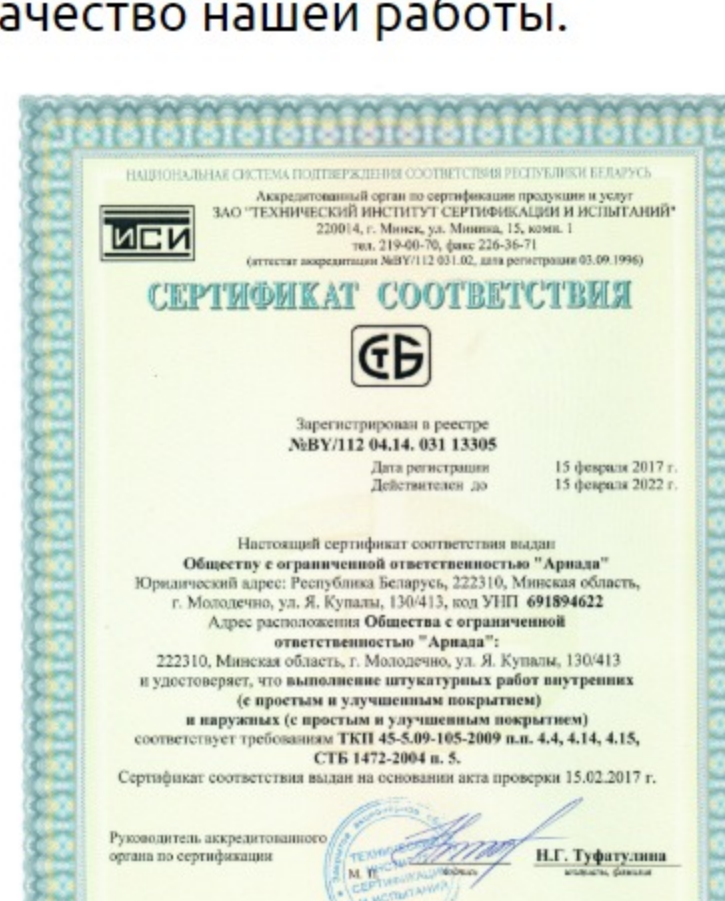 ачество нашей работы.
НАЦИОНАЛЬНАЯ СИСТЕМА ПОДТВЕРЖДЕНИЯ СООТВЕТСТВИЯ РЕСПУБЛИКИ БЕЛАРУСЬ
Аккредитованный орган по сертификации продукции и услуг
ИСИ
ЗАО "ТЕХНИЧЕСКИЙ ИНСТИТУТ СЕРТИФИКАЦИИ И ИСПЫТАНИЙ"
220014, г. Минск, ул. Минина, 15, комн. 1
тел. 219-00-70, факс 226-36-71
(аттестат аккредитации №BY/112 031.02, дата регистрации 03.09.1996)
СЕРТИФИКАТ СООТВЕТСТВИЯ
СТБ
Зарегистрирован в реестре
№BY/112 04.14. 031 13305
Дата регистрации 15 февраля 2017 г.
Действителен до 15 февраля 2022 г.
Настоящий сертификат соответствия выдан
Обществу с ограниченной ответственностью "Ариада"
Юридический адрес: Республика Беларусь, 222310, Минская область,
г. Молодечно, ул. Я. Купалы, 130/413, код УНП 691894622
Адрес расположения Общества с ограниченной
ответственностью "Ариада":
222310, Минская область, г. Молодечно, ул. Я. Купалы, 130/413
и удостоверяет, что выполнение штукатурных работ внутренних
(с простым и улучшенным покрытием)
и наружных (с простым и улучшенным покрытием)
соответствует требованиям ТКП 45-5.09-105-2009 п.п. 4.4, 4.14, 4.15,
СТБ 1472-2004 п. 5.
Сертификат соответствия выдан на основании акта проверки 15.02.2017 г.
Руководитель аккредитованного
органа по сертификации
М. П.
подпись
Н.Г. Туфатулина
инициалы, фамилия